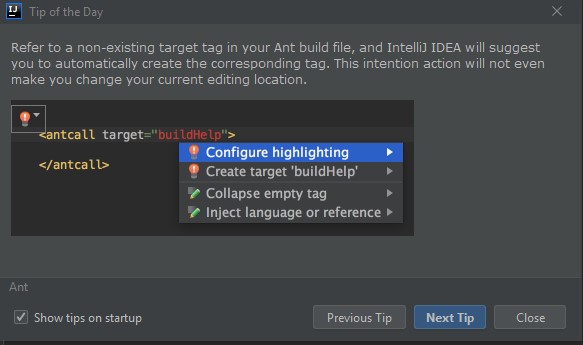 IJ Tip of the Day
Refer to a non-existing target tag in your Ant build file, and IntelliJ IDEA will suggest
you to automatically create the corresponding tag. This intention action will not even
make you change your current editing location.
<antcall target="buildHelp">
Configure highlighting
</antcall>
Create target 'buildHelp'
Collapse empty tag
Inject language or reference
Ant
Show tips on startup
Previous Tip
Next Tip
Close